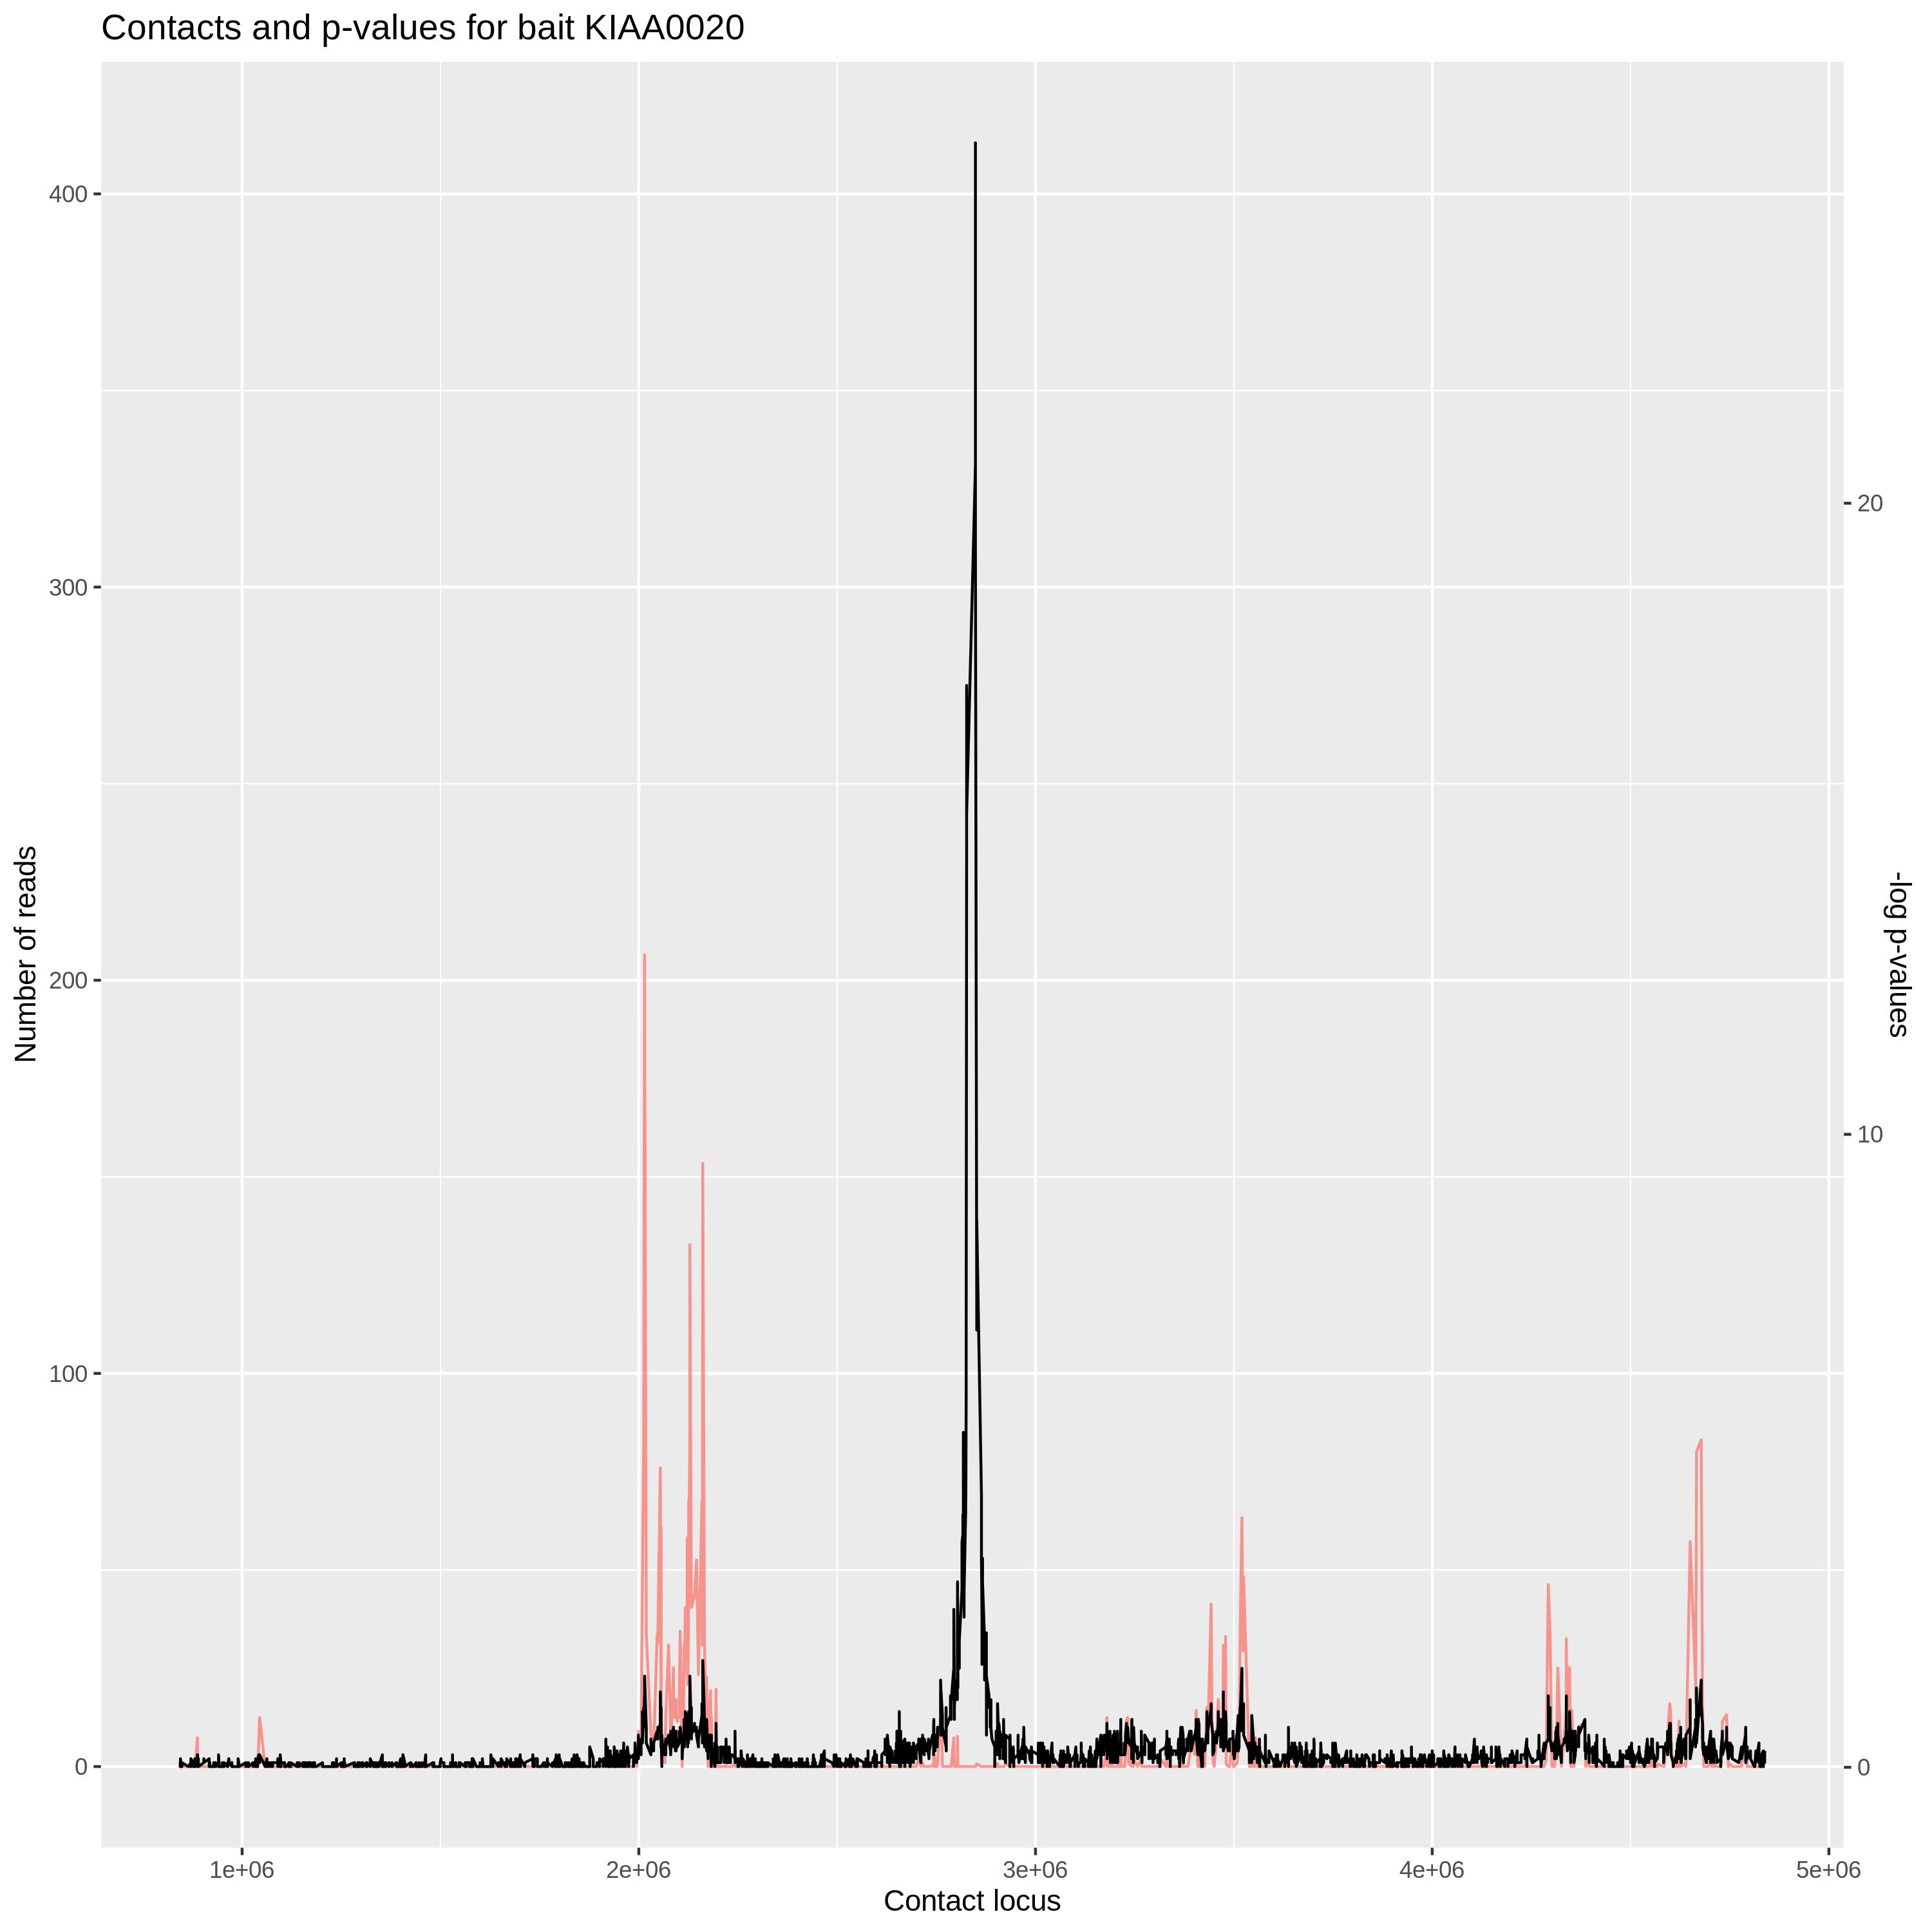 Contacts and p-values for bait KIAA0020
400
300
200
100
0
Number of reads
20
10
0
-log p-values
1e+06
2e+06
3e+06
4e+06
5e+06
Contact locus